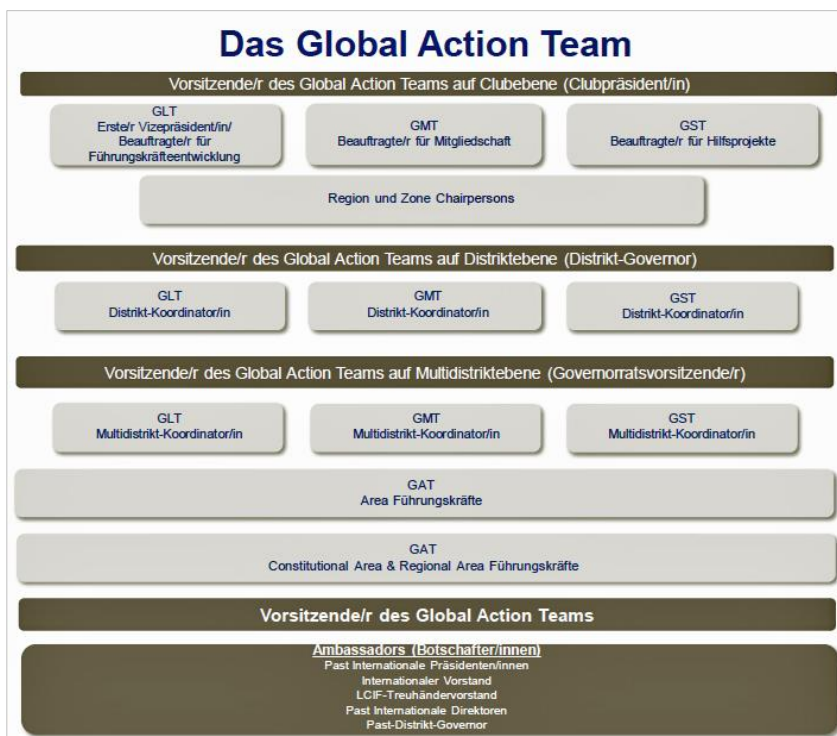 Das Global Action Team
Vorsitzende/r des Global Action Teams auf Clubebene (Clubpräsident/in)
GLT
Erste/r Vizepräsident/in/
Beauftragte/r für
Führungskräfteentwicklung
GMT
Beauftragte/r für Mitgliedschaft
GST
Beauftragte/r für Hilfsprojekte
Region und Zone Chairpersons
Vorsitzende/r des Global Action Teams auf Distriktebene (Distrikt-Governor)
GLT
Distrikt-Koordinator/in
GMT
Distrikt-Koordinator/in
GST
Distrikt-Koordinator/in
Vorsitzende/r des Global Action Teams auf Multidistriktebene (Governorratsvorsitzende/r)
GLT
Multidistrikt-Koordinator/in
GMT
Multidistrikt-Koordinator/in
GST
Multidistrikt-Koordinator/in
GAT
Area Führungskräfte
GAT
Constitutional Area & Regional Area Führungskräfte
Vorsitzende/r des Global Action Teams
Ambassadors (Botschafter/innen)
Past Internationale Präsidenten/innen
Internationaler Vorstand
LCIF-Treuhändervorstand
Past Internationale Direktoren
Past-Distrikt-Governor